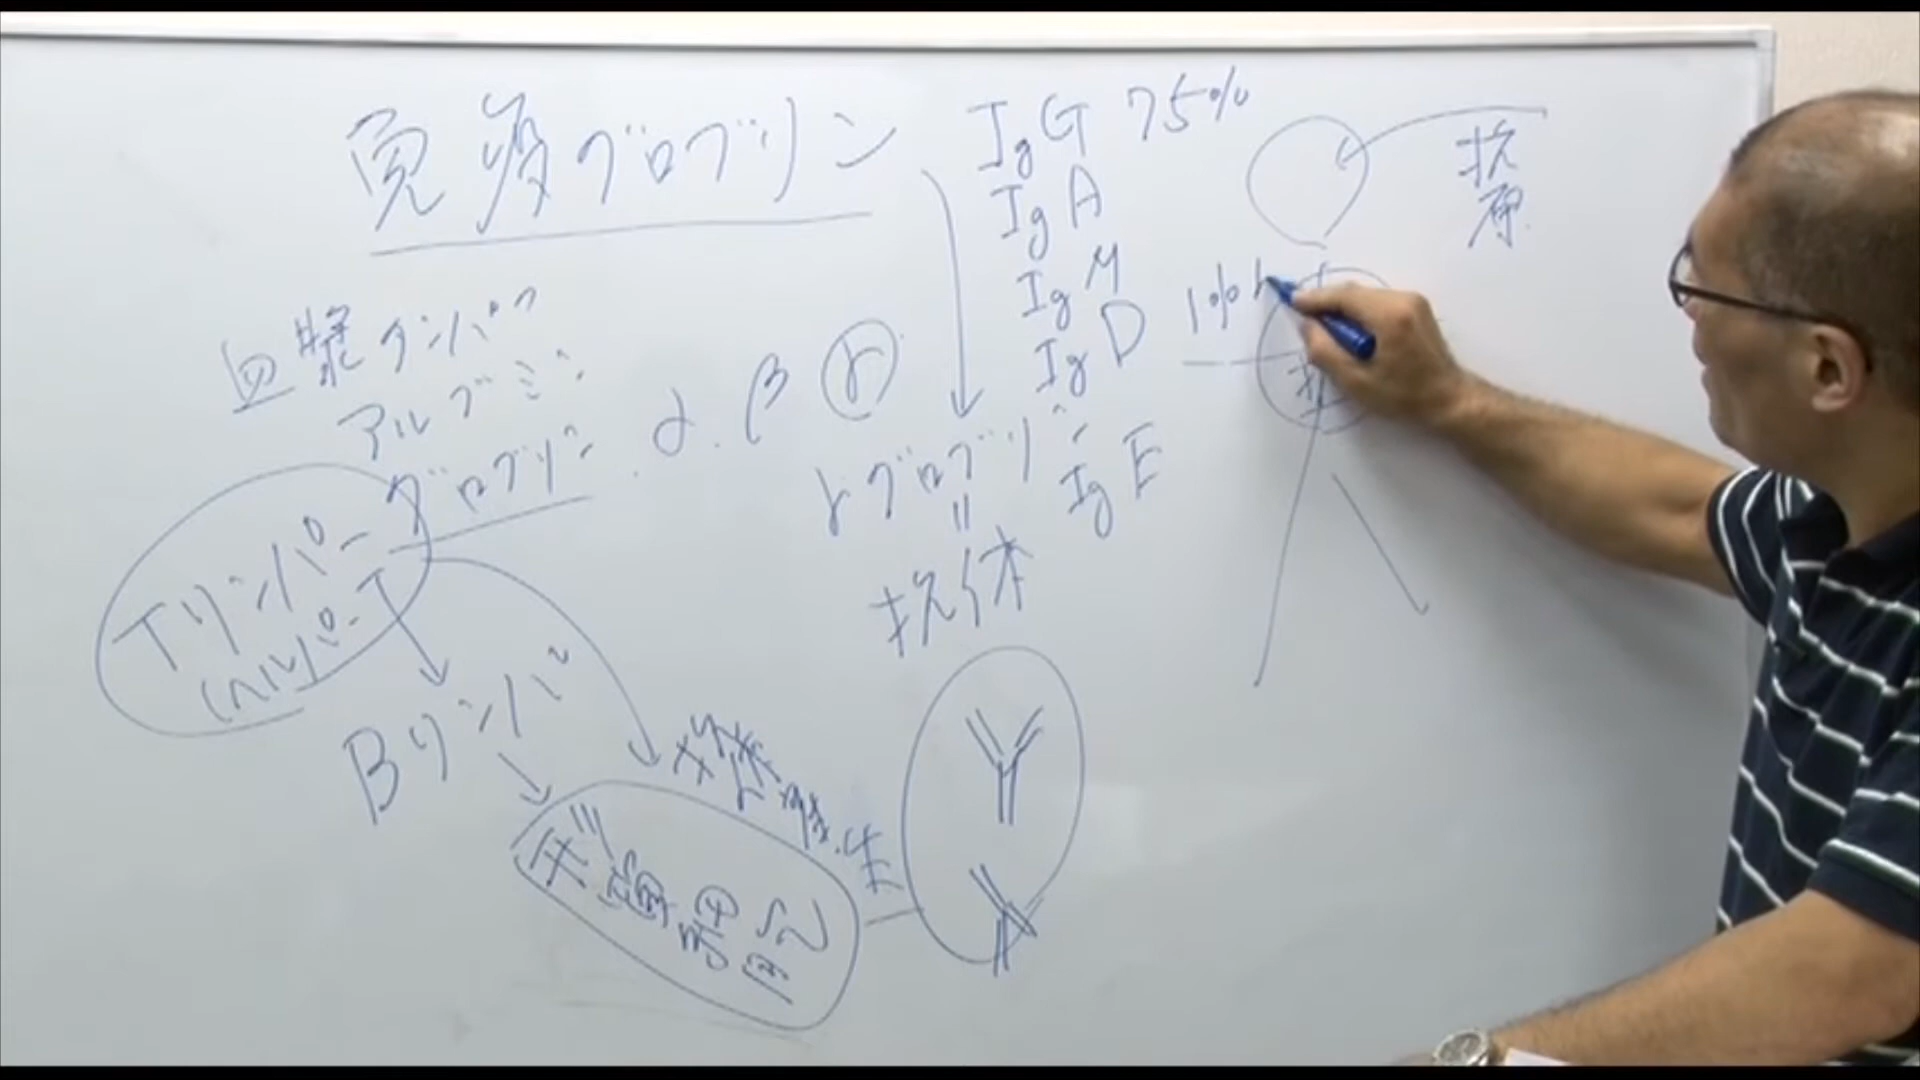 免疫グロブリン
IgG 75%
IgA
IgM
IgD
IgE
抗原
1%
抗
血漿タンパク
アルブミン
グロブリン . α . β γ
γグロブリン
=
抗体
Tリンパ
(ヘルパーT
Bリンパ
形質細胞
産生